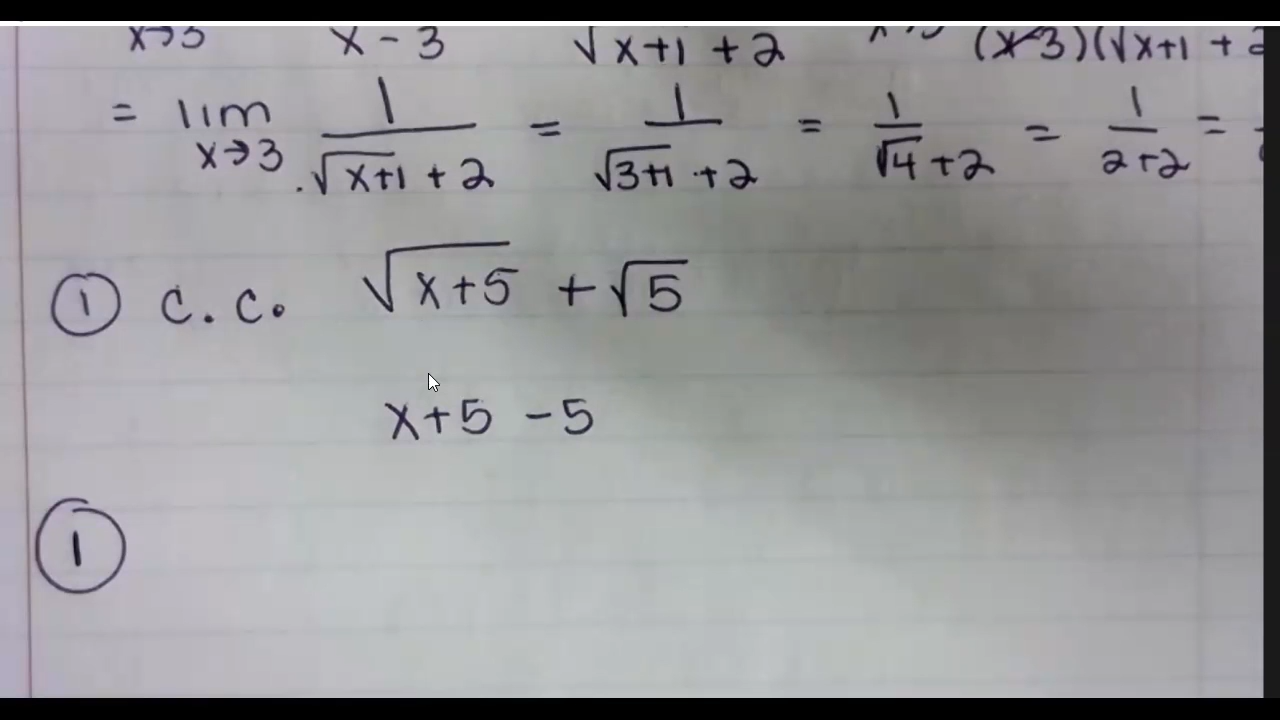 x→3 x - 3 √x+1 + 2 (x-3)(√x+1 +
= lim x→3 1/(√x+1 + 2) = 1/(√3+1 + 2) = 1/(√4 + 2) = 1/(2+2) =
① C. C. √x+5 + √5
x+5 - 5
①